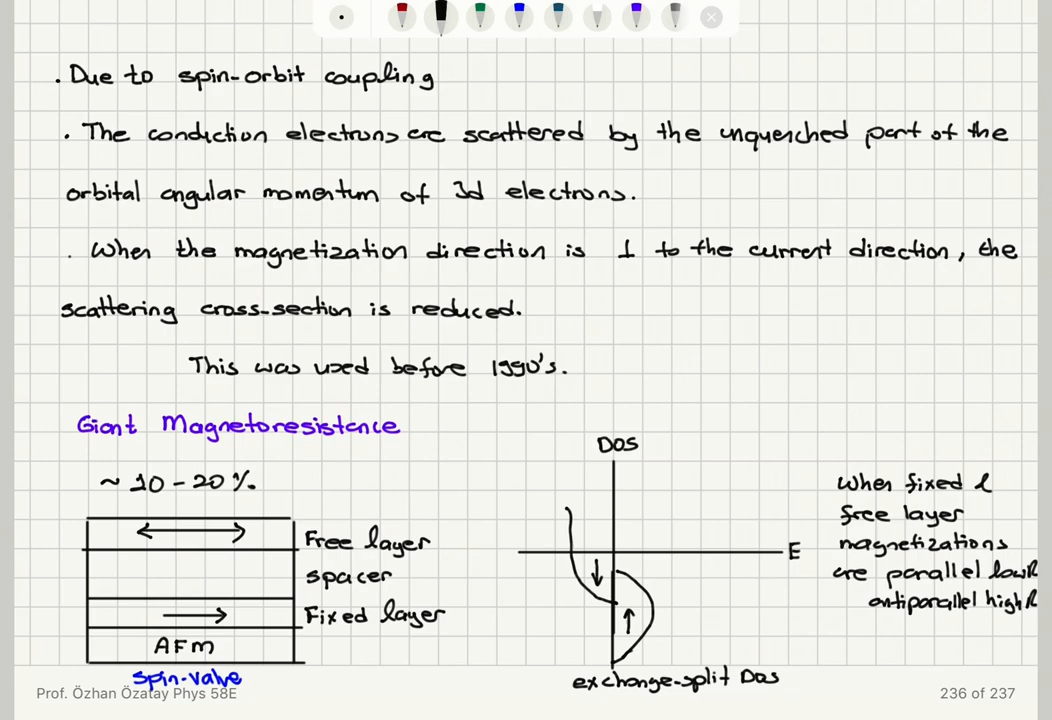 . Due to spin-orbit coupling
. The conduction electrons are scattered by the unquenched part of the
orbital angular momentum of 3d electrons.
. When the magnetization direction is ⊥ to the current direction, the
scattering cross-section is reduced.
This was used before 1990's.
Giant Magnetoresistence
~ 10 - 20 %
Free layer
spacer
Fixed layer
AFM
spin-valve
DOS
E
exchange-split DOS
When fixed &
free layer
magnetizations
are parallel low R
antiparallel high R
Prof. Özhan Özatay Phys 58E
236 of 237